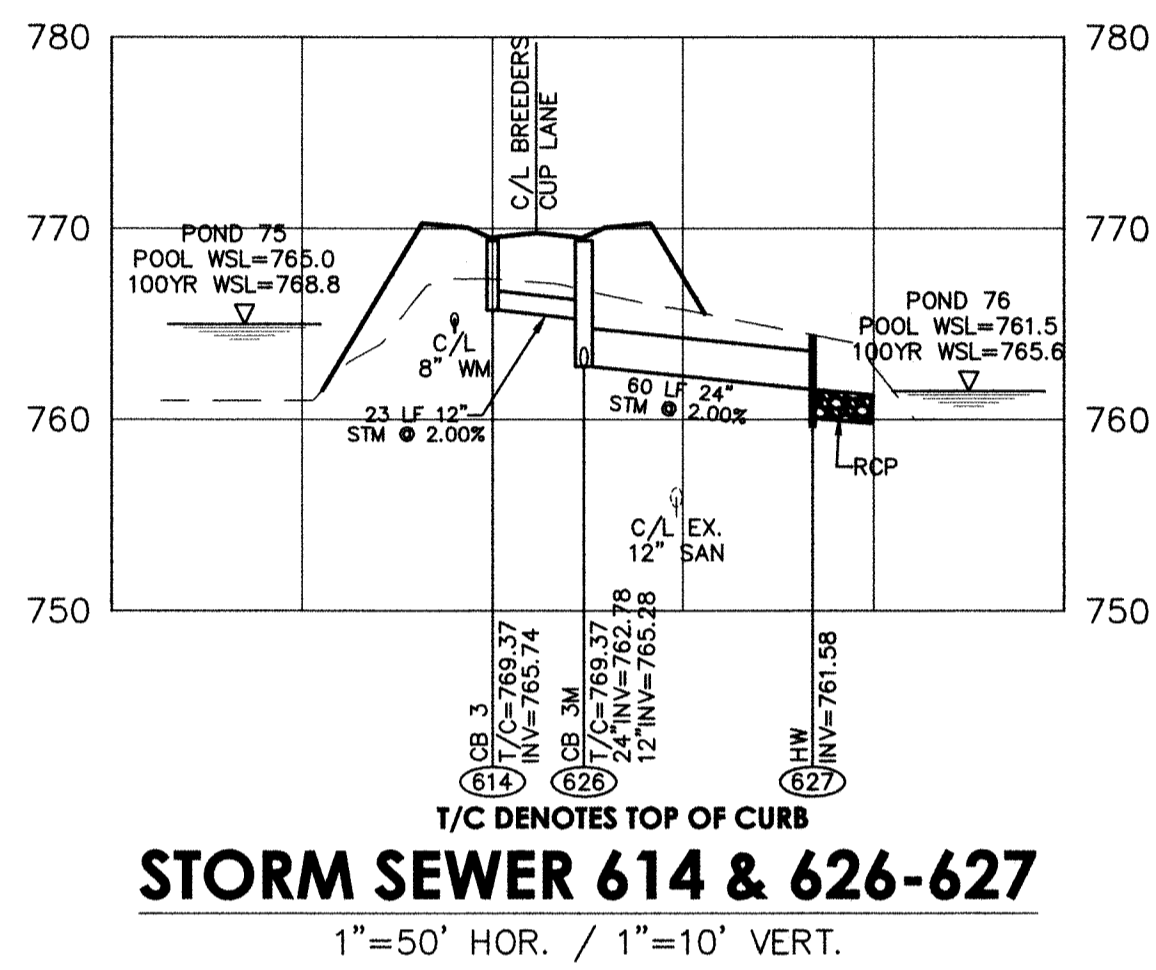 780
780
C/L BREEDERS
CUP LANE
770
770
POND 75
POOL WSL=765.0
100YR WSL=768.8
POND 76
POOL WSL=761.5
100YR WSL=765.6
C/L
8" WM
23 LF 12"
STM @ 2.00%
60 LF 24"
STM @ 2.00%
760
760
RCP
C/L EX.
12" SAN
750
750
CB 3
T/C=769.37
INV=765.74
CB 3M
T/C=769.37
24"INV=762.78
12"INV=765.28
HW
INV=761.58
614
626
627
T/C DENOTES TOP OF CURB
STORM SEWER 614 & 626-627
1"=50' HOR. / 1"=10' VERT.